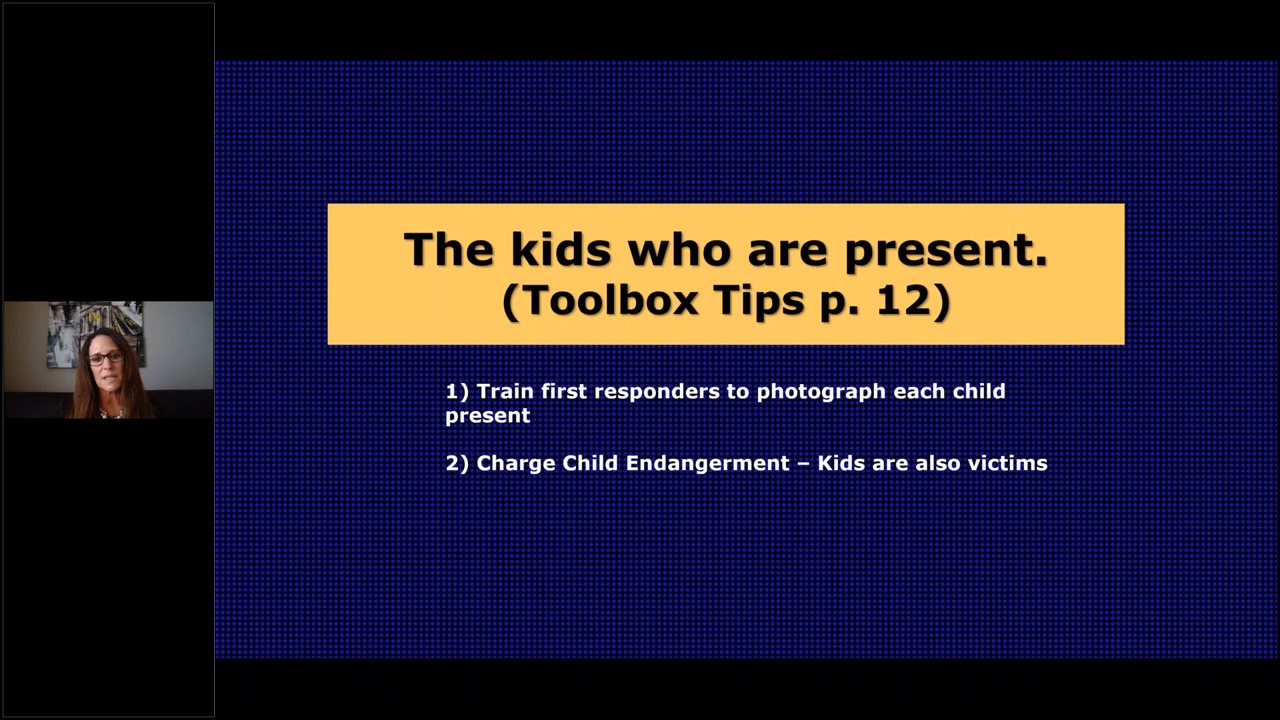 The kids who are present.
(Toolbox Tips p. 12)
1) Train first responders to photograph each child
present
2) Charge Child Endangerment – Kids are also victims